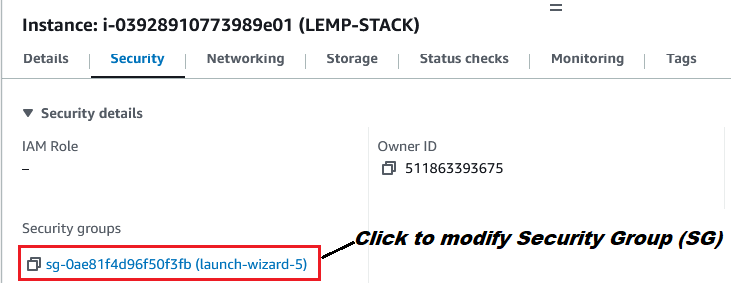 Instance: i-03928910773989e01 (LEMP-STACK)
Details Security Networking Storage Status checks Monitoring Tags
Security details
IAM Role Owner ID
– 511863393675
Security groups
sg-0ae81f4d96f50f3fb (launch-wizard-5) Click to modify Security Group (SG)